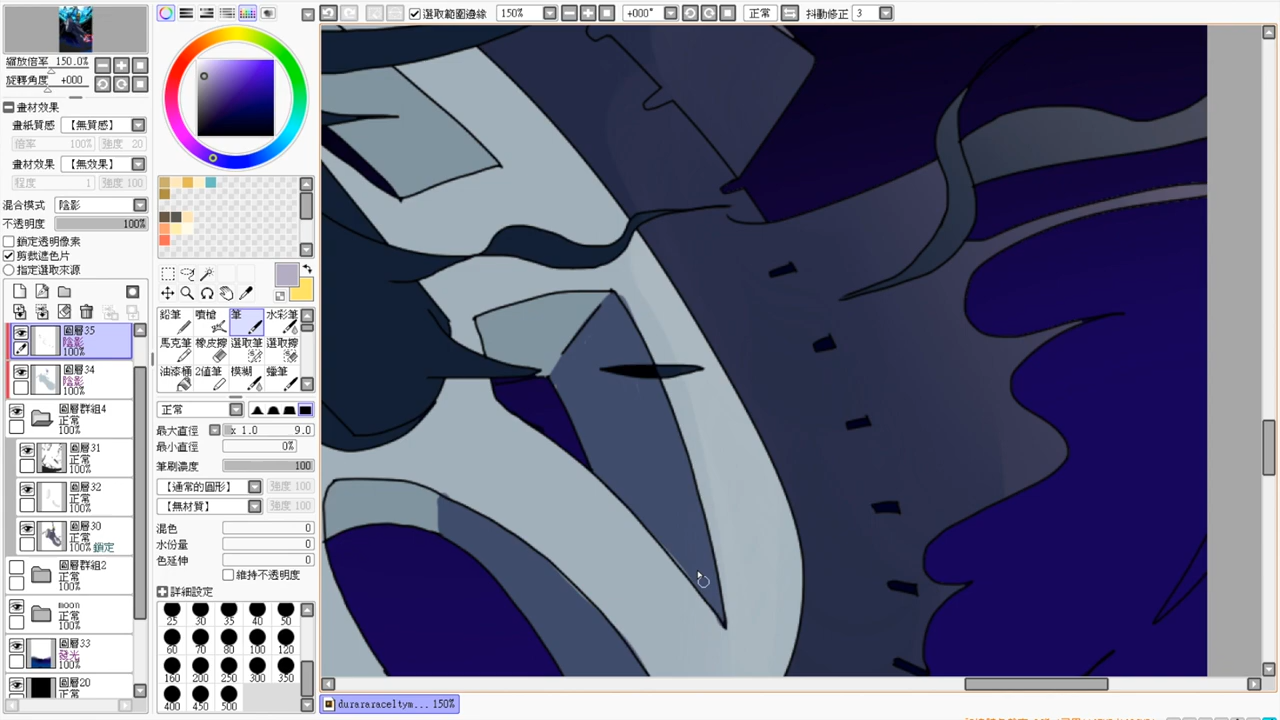 選取範圍邊緣 150% +000° 正常 抖動修正 3
縮放倍率 150.0%
旋轉角度 +000
畫材效果
畫紙質感 【無質感】
倍率 100% 強度 20
畫材效果 【無效果】
程度 1 強度 100
混合模式 陰影
不透明度 100%
鎖定透明像素
剪裁遮色片
指定選取來源
圖層35
陰影
100%
圖層34
陰影
100%
圖層群組4
正常
100%
圖層31
正常
100%
圖層32
正常
100%
圖層30
正常
100% 鎖定
圖層群組2
正常
100%
moon
正常
100%
圖層33
100%
圖層20
正常
鉛筆 噴槍 筆 水彩筆
馬克筆 橡皮擦 選取筆 選取擦
油漆桶 2值筆 模糊 蠟筆
正常
最大直徑 x 1.0 9.0
最小直徑 0%
筆刷濃度 100
【通常的圓形】 強度 100
【無材質】 強度 100
混色 0
水份量 0
色延伸 0
維持不透明度
詳細設定
25 30 35 40 50
60 70 80 100 120
160 200 250 300 350
400 450 500
durararaceltym... 150%